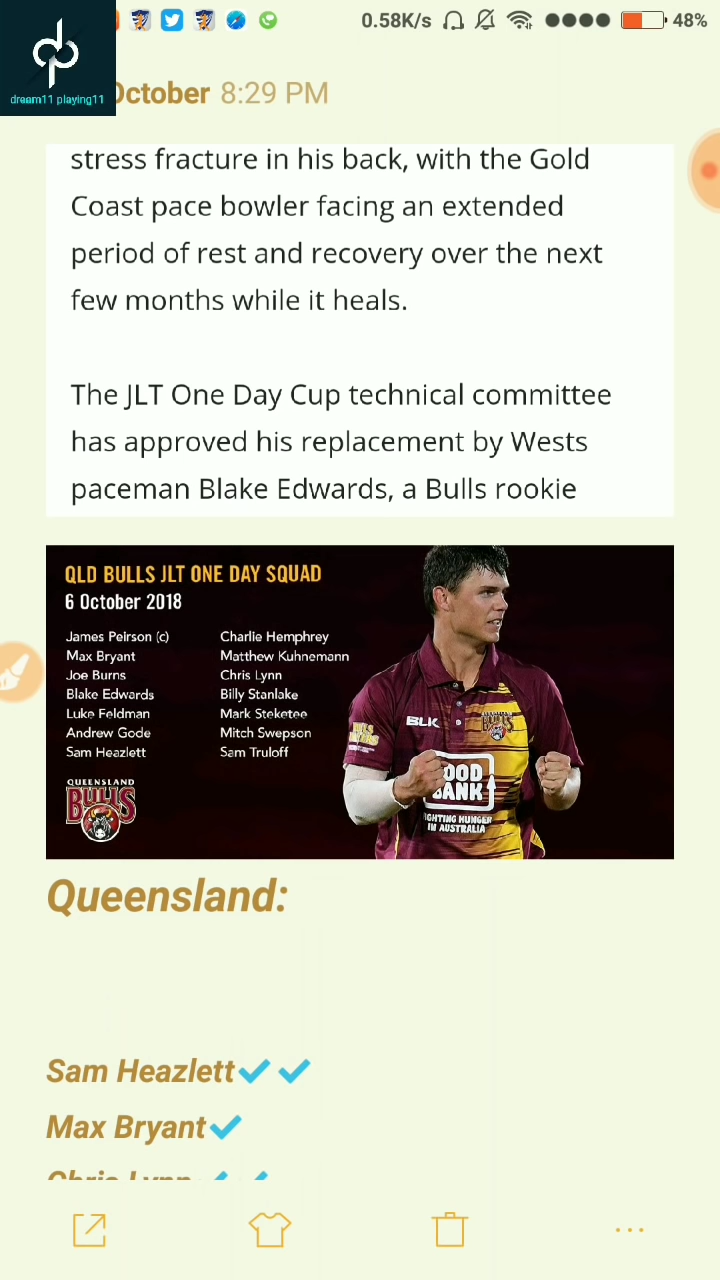 0.58K/s 48%
dream11 playing11
October 8:29 PM
stress fracture in his back, with the Gold
Coast pace bowler facing an extended
period of rest and recovery over the next
few months while it heals.
The JLT One Day Cup technical committee
has approved his replacement by Wests
paceman Blake Edwards, a Bulls rookie
QLD BULLS JLT ONE DAY SQUAD
6 October 2018
James Peirson (c)
Max Bryant
Joe Burns
Blake Edwards
Luke Feldman
Andrew Gode
Sam Heazlett
Charlie Hemphrey
Matthew Kuhnemann
Chris Lynn
Billy Stanlake
Mark Steketee
Mitch Swepson
Sam Truloff
QUEENSLAND
BULLS
BLK
BULLS
OOD
BANK
FIGHTING HUNGER
IN AUSTRALIA
Queensland:
Sam Heazlett✔✔
Max Bryant✔
Chris Lynn✔✔